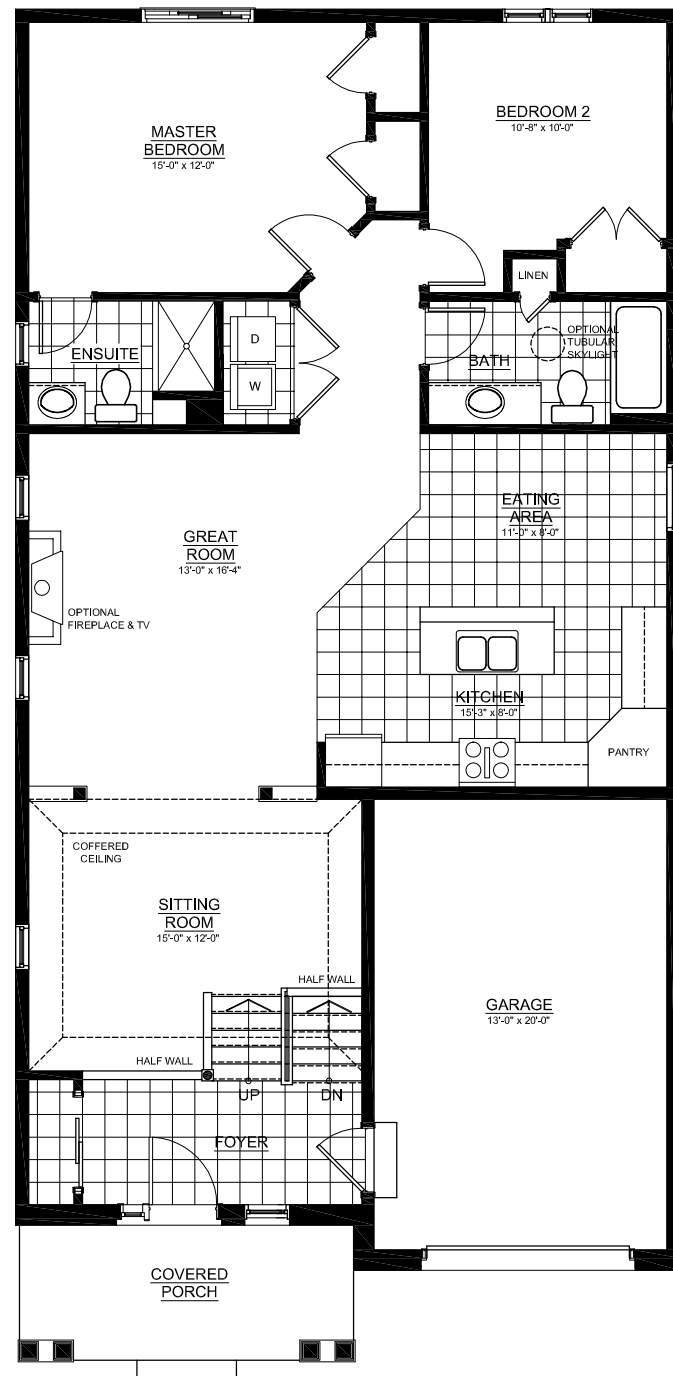 MASTER
BEDROOM
15'-0" x 12'-0"
BEDROOM 2
10'-8" x 10'-0"
LINEN
ENSUITE
D
W
BATH
OPTIONAL
TUBULAR
SKYLIGHT
EATING
AREA
11'-0" x 8'-0"
GREAT
ROOM
13'-0" x 16'-4"
OPTIONAL
FIREPLACE & TV
KITCHEN
15'-3" x 8'-0"
PANTRY
COFFERED
CEILING
SITTING
ROOM
15'-0" x 12'-0"
HALF WALL
GARAGE
13'-0" x 20'-0"
HALF WALL
UP
DN
FOYER
COVERED
PORCH